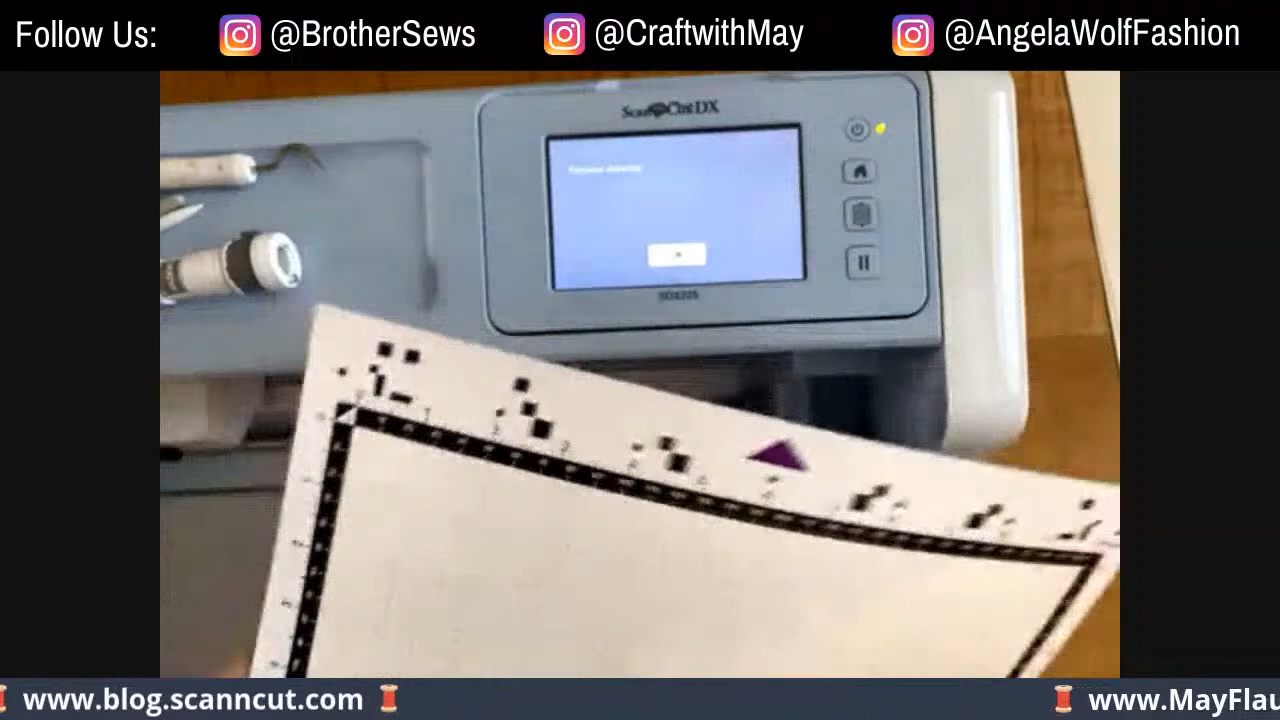 Follow Us: @BrotherSews @CraftwithMay @AngelaWolfFashion
ScanNCut DX
www.blog.scanncut.com www.MayFlau